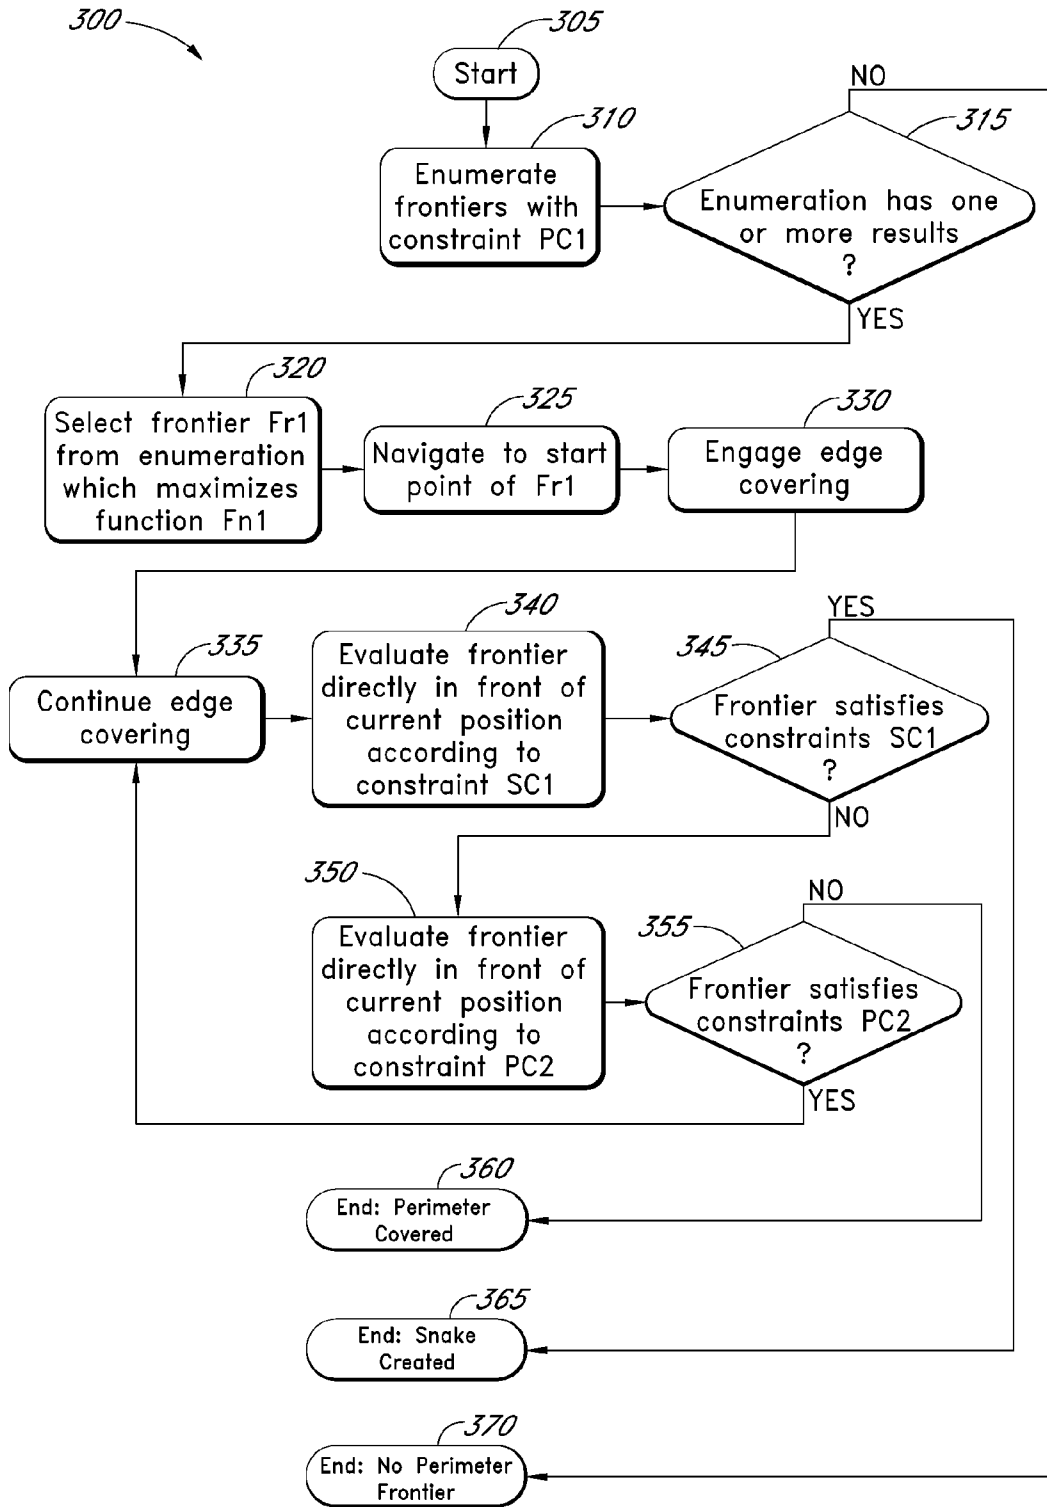 300
305
Start
310
Enumerate
frontiers with
constraint PC1
NO
315
Enumeration has one
or more results
?
YES
320
Select frontier Fr1
from enumeration
which maximizes
function Fn1
325
Navigate to start
point of Fr1
330
Engage edge
covering
335
Continue edge
covering
340
Evaluate frontier
directly in front of
current position
according to
constraint SC1
YES
345
Frontier satisfies
constraints SC1
?
NO
350
Evaluate frontier
directly in front of
current position
according to
constraint PC2
NO
355
Frontier satisfies
constraints PC2
?
YES
360
End: Perimeter
Covered
365
End: Snake
Created
370
End: No Perimeter
Frontier